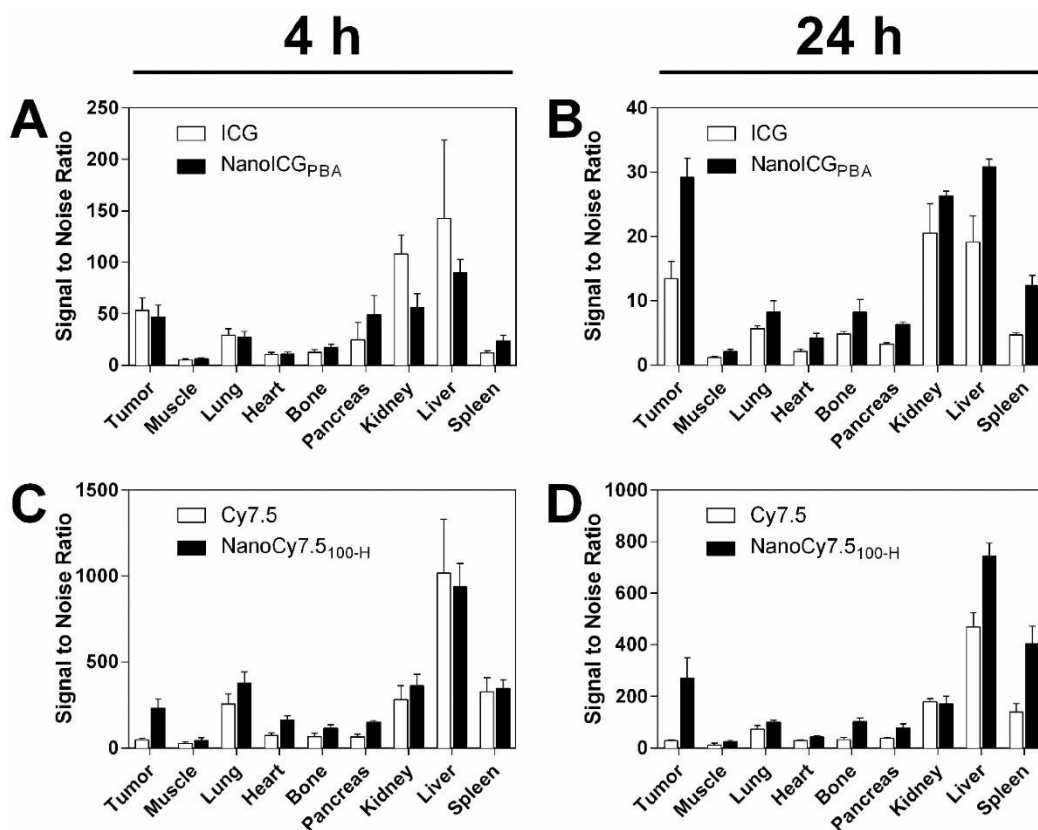 4 h
24 h
A
Signal to Noise Ratio
250
200
150
100
50
0
ICG
NanoICGPBA
Tumor
Muscle
Lung
Heart
Bone
Pancreas
Kidney
Liver
Spleen
B
Signal to Noise Ratio
40
30
20
10
0
ICG
NanoICGPBA
Tumor
Muscle
Lung
Heart
Bone
Pancreas
Kidney
Liver
Spleen
C
Signal to Noise Ratio
1500
1000
500
0
Cy7.5
NanoCy7.5100-H
Tumor
Muscle
Lung
Heart
Bone
Pancreas
Kidney
Liver
Spleen
D
Signal to Noise Ratio
1000
800
600
400
200
0
Cy7.5
NanoCy7.5100-H
Tumor
Muscle
Lung
Heart
Bone
Pancreas
Kidney
Liver
Spleen